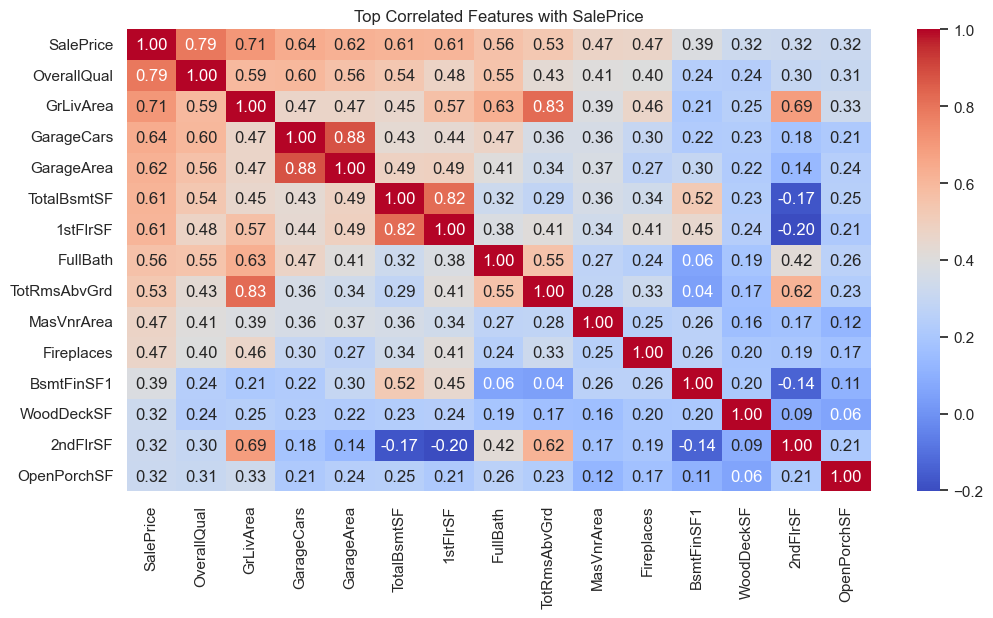 Top Correlated Features with SalePrice
SalePrice 1.00 0.79 0.71 0.64 0.62 0.61 0.61 0.56 0.53 0.47 0.47 0.39 0.32 0.32 0.32
OverallQual 0.79 1.00 0.59 0.60 0.56 0.54 0.48 0.55 0.43 0.41 0.40 0.24 0.24 0.30 0.31
GrLivArea 0.71 0.59 1.00 0.47 0.47 0.45 0.57 0.63 0.83 0.39 0.46 0.21 0.25 0.69 0.33
GarageCars 0.64 0.60 0.47 1.00 0.88 0.43 0.44 0.47 0.36 0.36 0.30 0.22 0.23 0.18 0.21
GarageArea 0.62 0.56 0.47 0.88 1.00 0.49 0.49 0.41 0.34 0.37 0.27 0.30 0.22 0.14 0.24
TotalBsmtSF 0.61 0.54 0.45 0.43 0.49 1.00 0.82 0.32 0.29 0.36 0.34 0.52 0.23 -0.17 0.25
1stFlrSF 0.61 0.48 0.57 0.44 0.49 0.82 1.00 0.38 0.41 0.34 0.41 0.45 0.24 -0.20 0.21
FullBath 0.56 0.55 0.63 0.47 0.41 0.32 0.38 1.00 0.55 0.27 0.24 0.06 0.19 0.42 0.26
TotRmsAbvGrd 0.53 0.43 0.83 0.36 0.34 0.29 0.41 0.55 1.00 0.28 0.33 0.04 0.17 0.62 0.23
MasVnrArea 0.47 0.41 0.39 0.36 0.37 0.36 0.34 0.27 0.28 1.00 0.25 0.26 0.16 0.17 0.12
Fireplaces 0.47 0.40 0.46 0.30 0.27 0.34 0.41 0.24 0.33 0.25 1.00 0.26 0.20 0.19 0.17
BsmtFinSF1 0.39 0.24 0.21 0.22 0.30 0.52 0.45 0.06 0.04 0.26 0.26 1.00 0.20 -0.14 0.11
WoodDeckSF 0.32 0.24 0.25 0.23 0.22 0.23 0.24 0.19 0.17 0.16 0.20 0.20 1.00 0.09 0.06
2ndFlrSF 0.32 0.30 0.69 0.18 0.14 -0.17 -0.20 0.42 0.62 0.17 0.19 -0.14 0.09 1.00 0.21
OpenPorchSF 0.32 0.31 0.33 0.21 0.24 0.25 0.21 0.26 0.23 0.12 0.17 0.11 0.06 0.21 1.00
SalePrice
OverallQual
GrLivArea
GarageCars
GarageArea
TotalBsmtSF
1stFlrSF
FullBath
TotRmsAbvGrd
MasVnrArea
Fireplaces
BsmtFinSF1
WoodDeckSF
2ndFlrSF
OpenPorchSF
1.0
0.8
0.6
0.4
0.2
0.0
−0.2